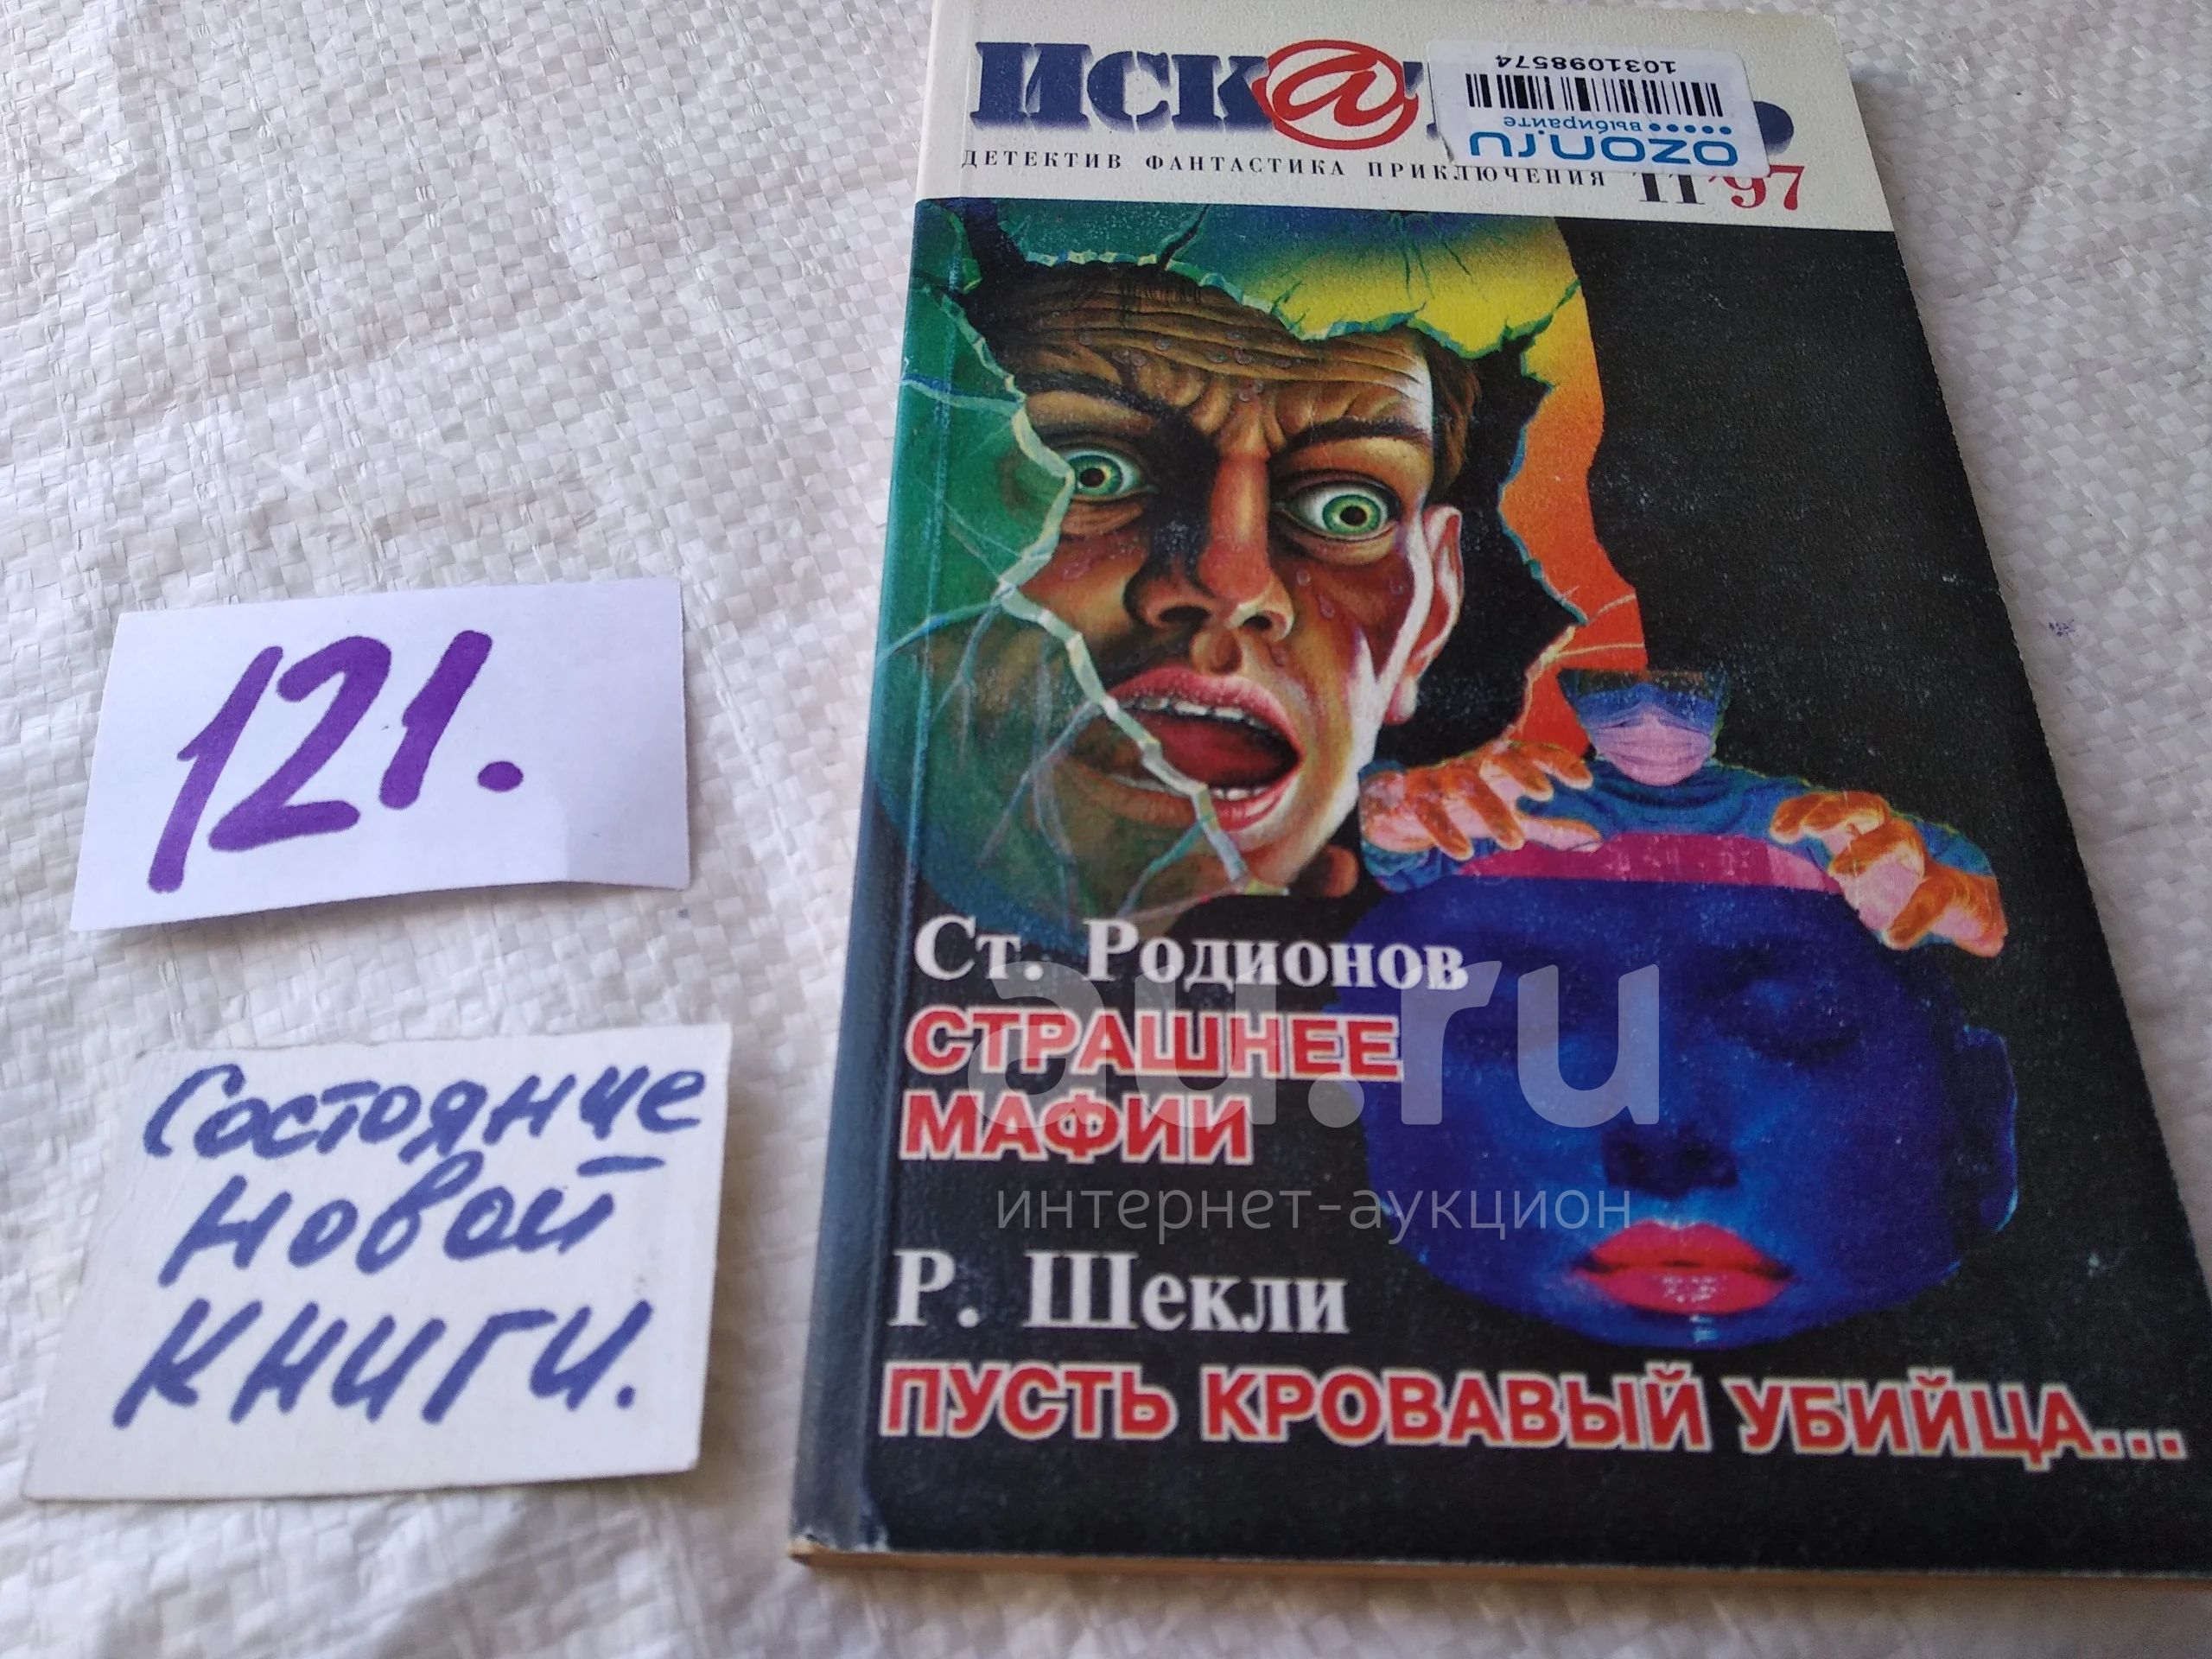 ИСК@
1031098574
ozon.ru
выбирайте
ДЕТЕКТИВ ФАНТАСТИКА ПРИКЛЮЧЕНИЯ 11'97
121.
Состояние
новой
книги.
Ст. Родионов
СТРАШНЕЕ
МАФИИ
au.ru
интернет-аукцион
Р. Шекли
ПУСТЬ КРОВАВЫЙ УБИЙЦА...